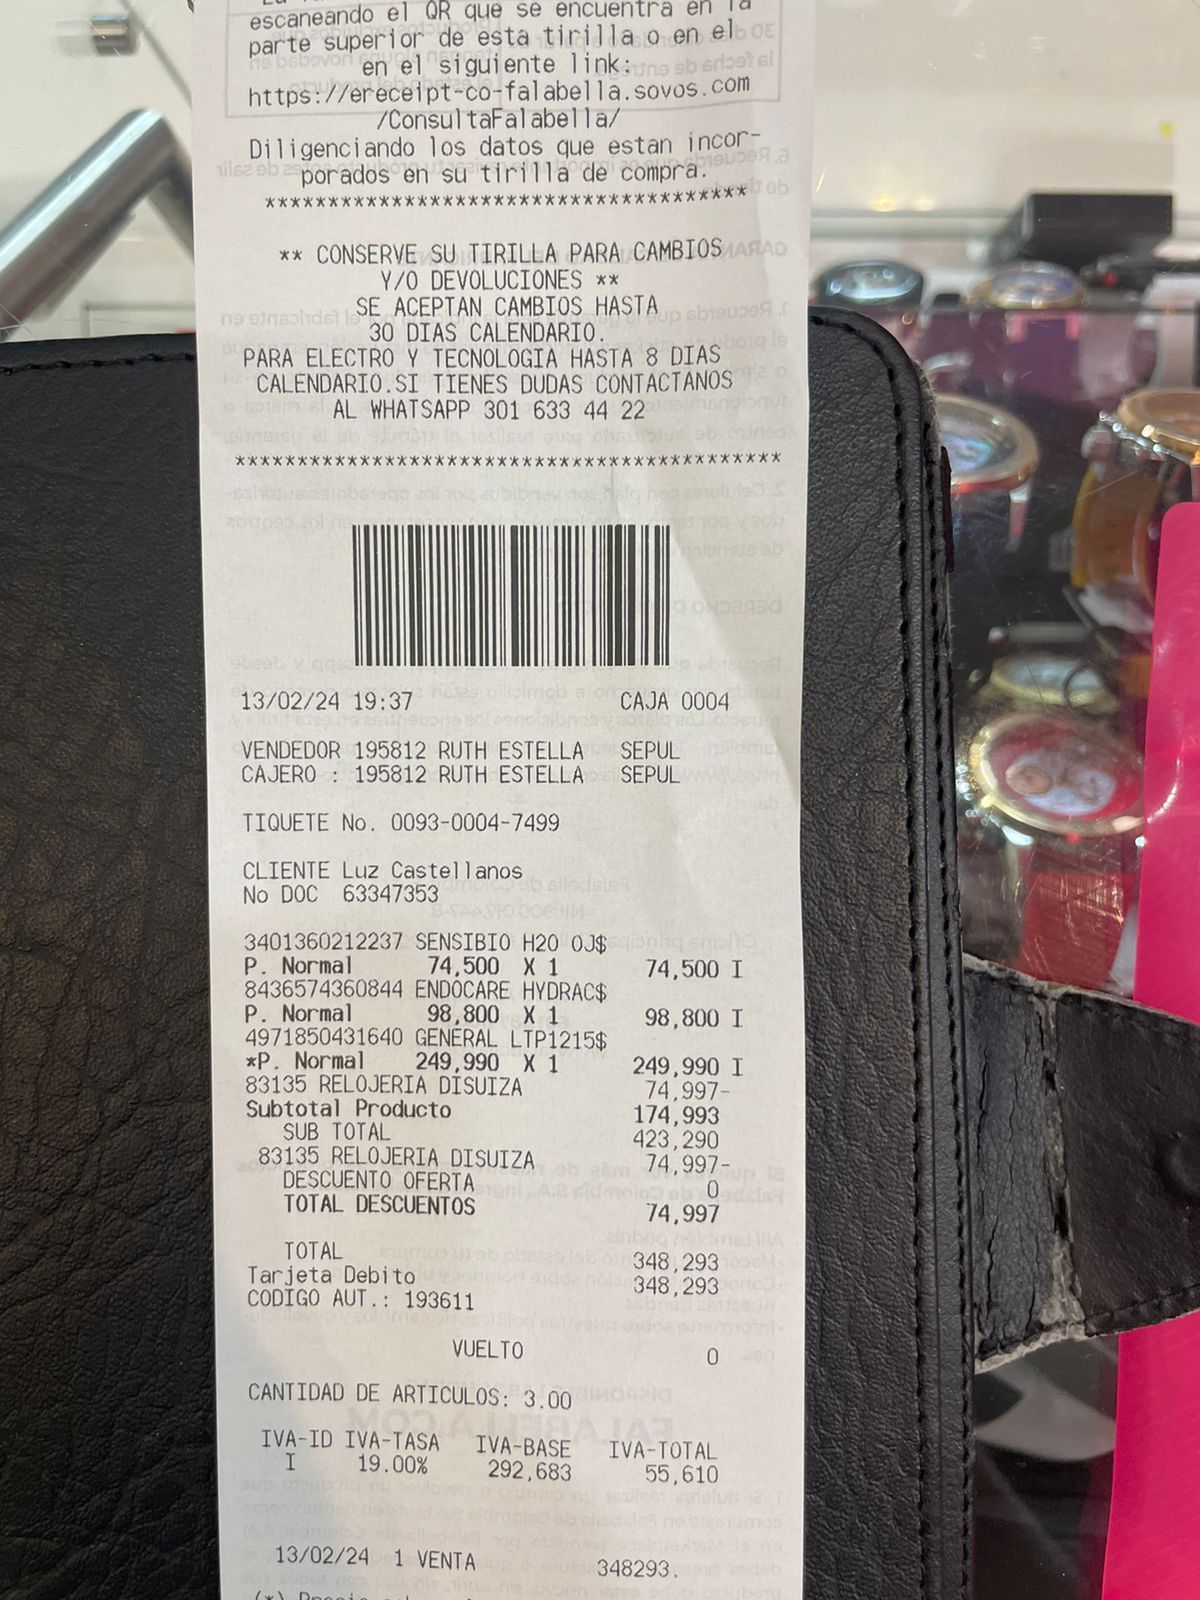 escaneando el QR que se encuentra en la
parte superior de esta tirilla o en el
en el siguiente link:
https://ereceipt-co-falabella.sovos.com
/ConsultaFalabella/
Diligenciando los datos que estan incor-
porados en su tirilla de compra.
****************************************
** CONSERVE SU TIRILLA PARA CAMBIOS
Y/O DEVOLUCIONES **
SE ACEPTAN CAMBIOS HASTA
30 DIAS CALENDARIO.
PARA ELECTRO Y TECNOLOGIA HASTA 8 DIAS
CALENDARIO.SI TIENES DUDAS CONTACTANOS
AL WHATSAPP 301 633 44 22
*********************************************
13/02/24 19:37 CAJA 0004
VENDEDOR 195812 RUTH ESTELLA SEPUL
CAJERO : 195812 RUTH ESTELLA SEPUL
TIQUETE No. 0093-0004-7499
CLIENTE Luz Castellanos
No DOC 63347353
3401360212237 SENSIBIO H20 OJ$
P. Normal 74,500 X 1 74,500 I
8436574360844 ENDOCARE HYDRAC$
P. Normal 98,800 X 1 98,800 I
4971850431640 GENERAL LTP1215$
*P. Normal 249,990 X 1 249,990 I
83135 RELOJERIA DISUIZA 74,997-
Subtotal Producto 174,993
SUB TOTAL 423,290
83135 RELOJERIA DISUIZA 74,997-
DESCUENTO OFERTA 0
TOTAL DESCUENTOS 74,997
TOTAL 348,293
Tarjeta Debito 348,293
CODIGO AUT.: 193611
VUELTO 0
CANTIDAD DE ARTICULOS: 3.00
IVA-ID IVA-TASA IVA-BASE IVA-TOTAL
I 19.00% 292,683 55,610
13/02/24 1 VENTA 348293.